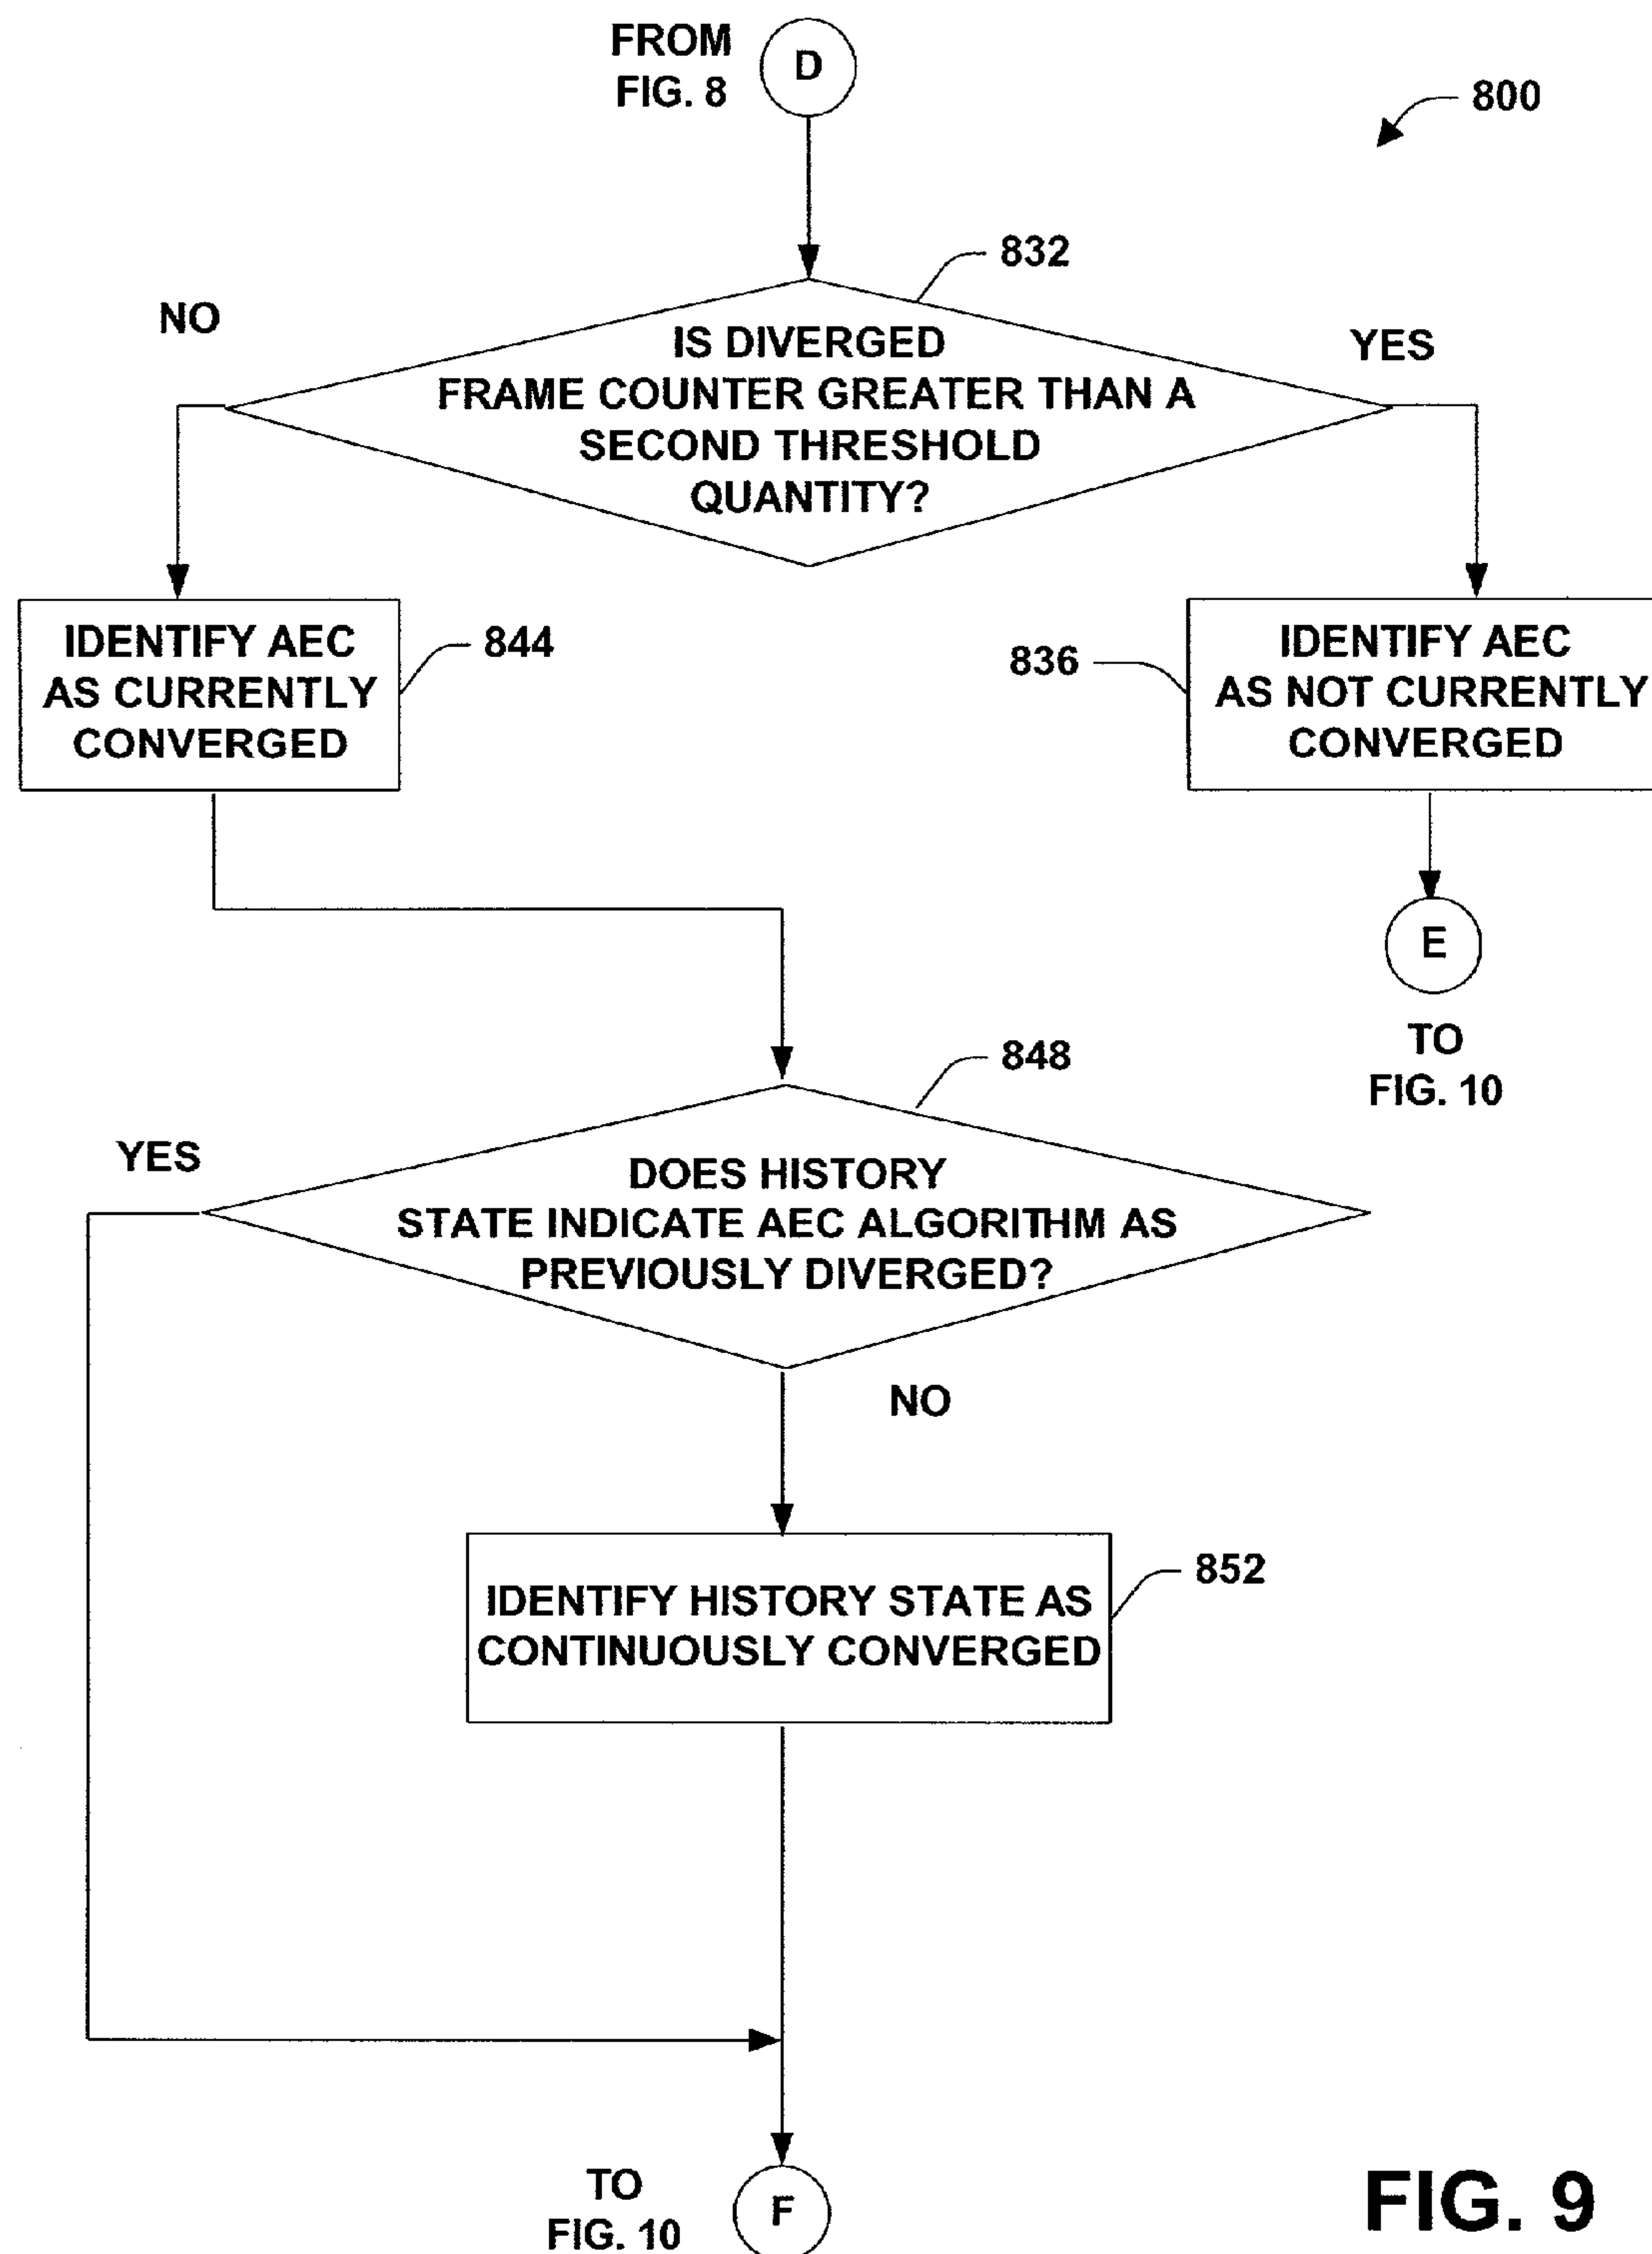 FROM
FIG. 8
D
800
832
NO
YES
IS DIVERGED
FRAME COUNTER GREATER THAN A
SECOND THRESHOLD
QUANTITY?
IDENTIFY AEC
AS CURRENTLY
CONVERGED
844
836
IDENTIFY AEC
AS NOT CURRENTLY
CONVERGED
E
TO
FIG. 10
848
YES
DOES HISTORY
STATE INDICATE AEC ALGORITHM AS
PREVIOUSLY DIVERGED?
NO
852
IDENTIFY HISTORY STATE AS
CONTINUOUSLY CONVERGED
TO
FIG. 10
F
FIG. 9